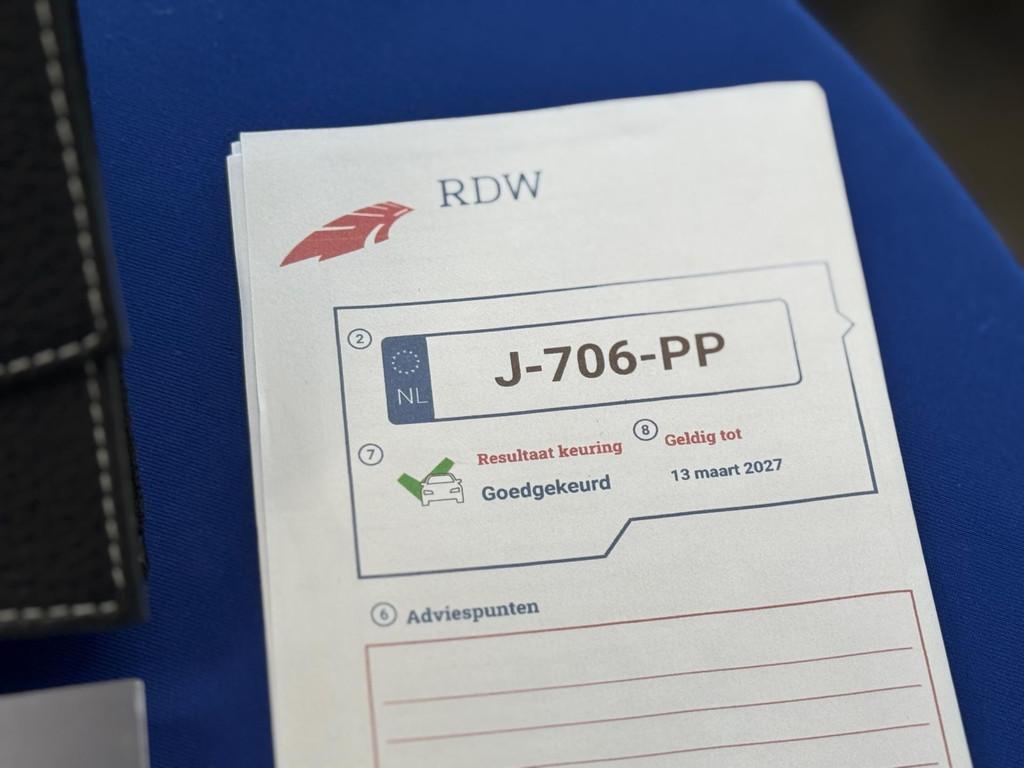 RDW
2
NL
J-706-PP
7
Resultaat keuring
8
Geldig tot
Goedgekeurd
13 maart 2027
6
Adviespunten